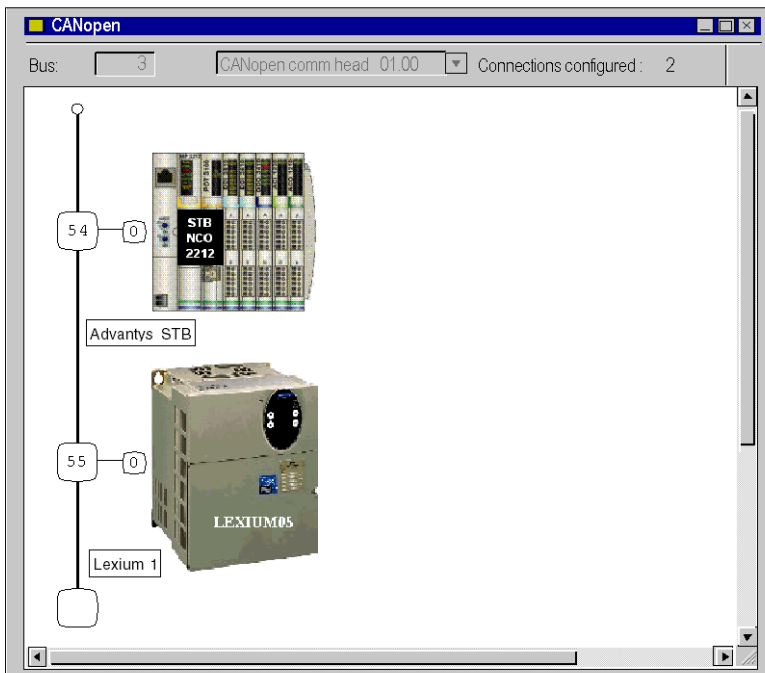 CANopen
Bus: 3 CANopen comm head 01.00 Connections configured : 2
54 0
STB
NCO
2212
Advantys STB
55 0
LEXIUM05
Lexium 1